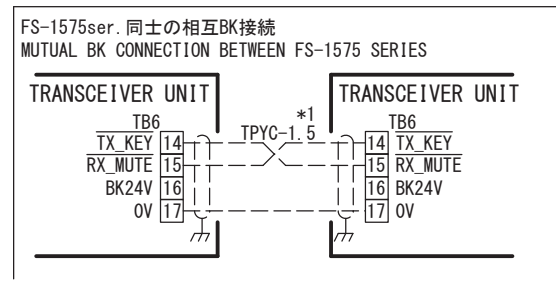 FS-1575ser.同士の相互BK接続
MUTUAL BK CONNECTION BETWEEN FS-1575 SERIES
TRANSCEIVER UNIT
TRANSCEIVER UNIT
*1
TB6
TPYC-1.5
TB6
TX_KEY 14
14 TX_KEY
RX_MUTE 15
15 RX_MUTE
BK24V 16
16 BK24V
0V 17
17 0V